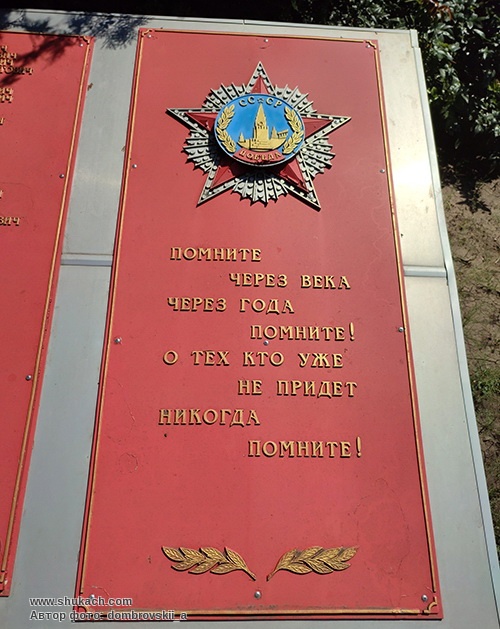 СССР
ПОБЕДА
ПОМНИТЕ
ЧЕРЕЗ ВЕКА
ЧЕРЕЗ ГОДА
ПОМНИТЕ!
О ТЕХ КТО УЖЕ
НЕ ПРИДЕТ
НИКОГДА
ПОМНИТЕ!
www.shukach.com
Автор фото: dombrovskii_a